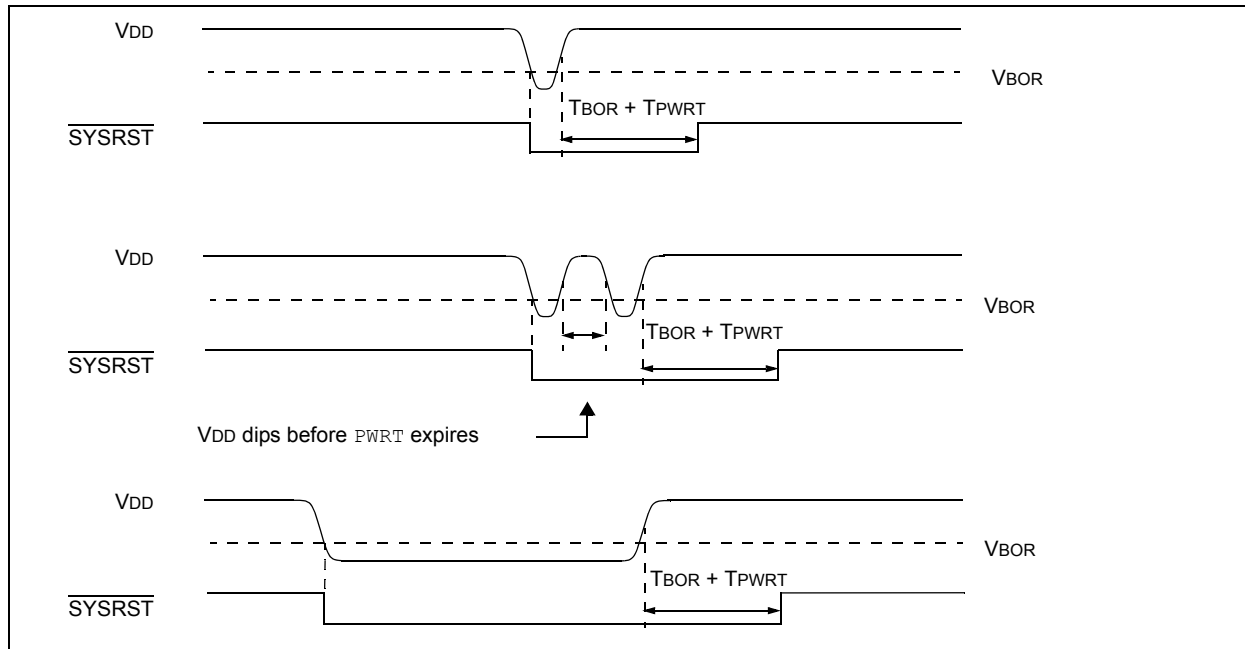 VDD
VBOR
TBOR + TPWRT
SYSRST
VDD
VBOR
TBOR + TPWRT
SYSRST
VDD dips before PWRT expires
VDD
VBOR
TBOR + TPWRT
SYSRST